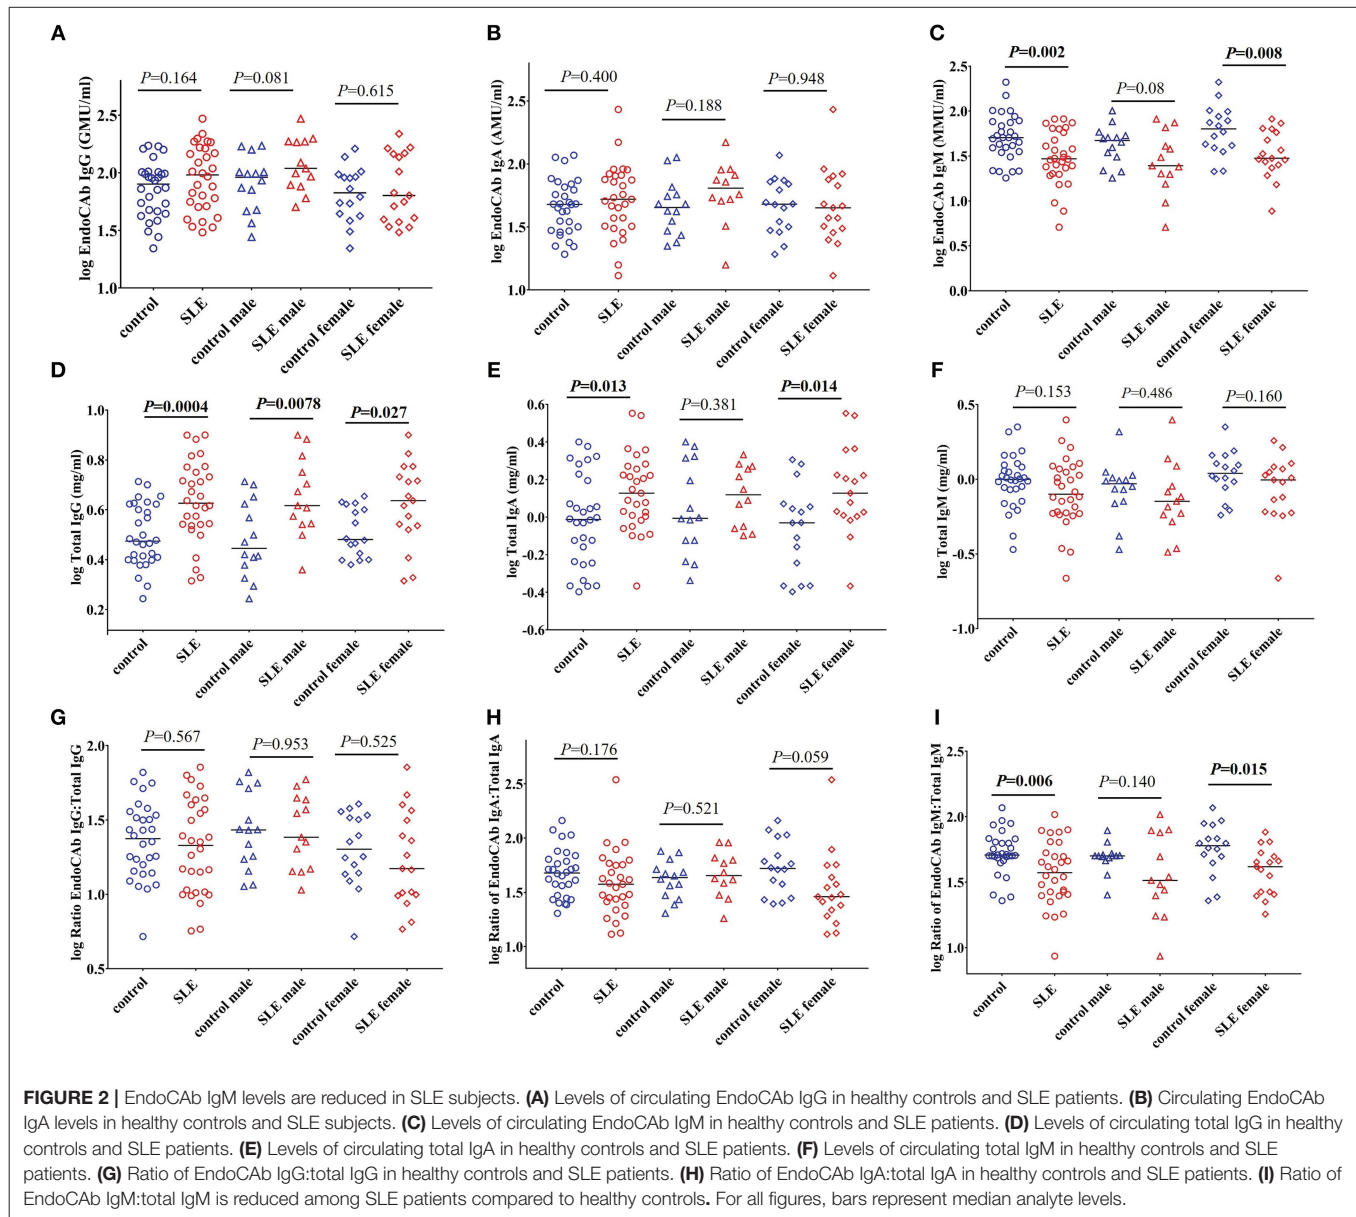 A
P=0.164
P=0.081
P=0.615
log EndoCAb IgG (GMU/ml)
2.5
2.0
1.5
1.0
control
SLE
control male
SLE male
control female
SLE female
B
P=0.400
P=0.188
P=0.948
log EndoCAb IgA (AMU/ml)
2.5
2.0
1.5
1.0
control
SLE
control male
SLE male
control female
SLE female
C
P=0.002
P=0.08
P=0.008
log EndoCAb IgM (MMU/ml)
2.5
2.0
1.5
1.0
0.5
0.0
control
SLE
control male
SLE male
control female
SLE female
D
P=0.0004
P=0.0078
P=0.027
log Total IgG (mg/ml)
1.0
0.8
0.6
0.4
0.2
control
SLE
control male
SLE male
control female
SLE female
E
P=0.013
P=0.381
P=0.014
log Total IgA (mg/ml)
0.6
0.4
0.2
0.0
-0.2
-0.4
-0.6
control
SLE
control male
SLE male
control female
SLE female
F
P=0.153
P=0.486
P=0.160
log Total IgM (mg/ml)
0.5
0.0
-0.5
-1.0
control
SLE
control male
SLE male
control female
SLE female
G
P=0.567
P=0.953
P=0.525
log Ratio EndoCAb IgG:Total IgG
2.0
1.5
1.0
0.5
control
SLE
control male
SLE male
control female
SLE female
H
P=0.176
P=0.521
P=0.059
log Ratio of EndoCAb IgA:Total IgA
2.5
2.0
1.5
1.0
control
SLE
control male
SLE male
control female
SLE female
I
P=0.006
P=0.140
P=0.015
log Ratio of EndoCAb IgM:Total IgM
2.5
2.0
1.5
1.0
control
SLE
control male
SLE male
control female
SLE female
FIGURE 2 | EndoCAb IgM levels are reduced in SLE subjects. (A) Levels of circulating EndoCAb IgG in healthy controls and SLE patients. (B) Circulating EndoCAb
IgA levels in healthy controls and SLE subjects. (C) Levels of circulating EndoCAb IgM in healthy controls and SLE patients. (D) Levels of circulating total IgG in healthy
controls and SLE patients. (E) Levels of circulating total IgA in healthy controls and SLE patients. (F) Levels of circulating total IgM in healthy controls and SLE
patients. (G) Ratio of EndoCAb IgG:total IgG in healthy controls and SLE patients. (H) Ratio of EndoCAb IgA:total IgA in healthy controls and SLE patients. (I) Ratio of
EndoCAb IgM:total IgM is reduced among SLE patients compared to healthy controls. For all figures, bars represent median analyte levels.